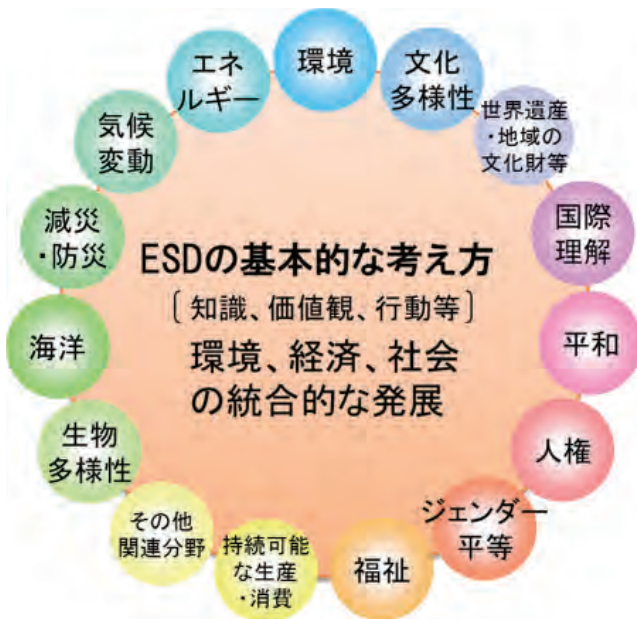 環境
文化
多様性
世界遺産
・地域の
文化財等
国際
理解
平和
人権
ジェンダー
平等
福祉
持続可能
な生産
・消費
その他
関連分野
生物
多様性
海洋
減災
・防災
気候
変動
エネ
ルギー
ESDの基本的な考え方
[知識、価値観、行動等]
環境、経済、社会
の統合的な発展